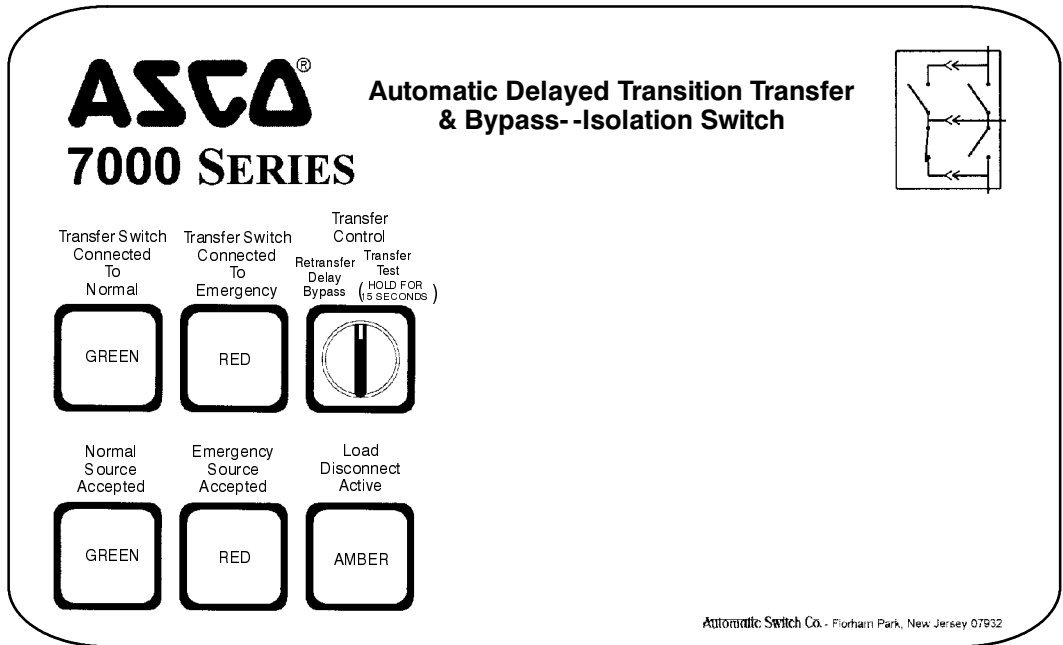 ASCO®
7000 SERIES
Automatic Delayed Transition Transfer
& Bypass--Isolation Switch
Transfer Switch
Connected
To
Normal
Transfer Switch
Connected
To
Emergency
Transfer
Control
Retransfer
Delay
Bypass
Transfer
Test
(HOLD FOR
15 SECONDS)
GREEN
RED
Normal
Source
Accepted
Emergency
Source
Accepted
Load
Disconnect
Active
GREEN
RED
AMBER
Automatic Switch Co. - Florham Park, New Jersey 07932